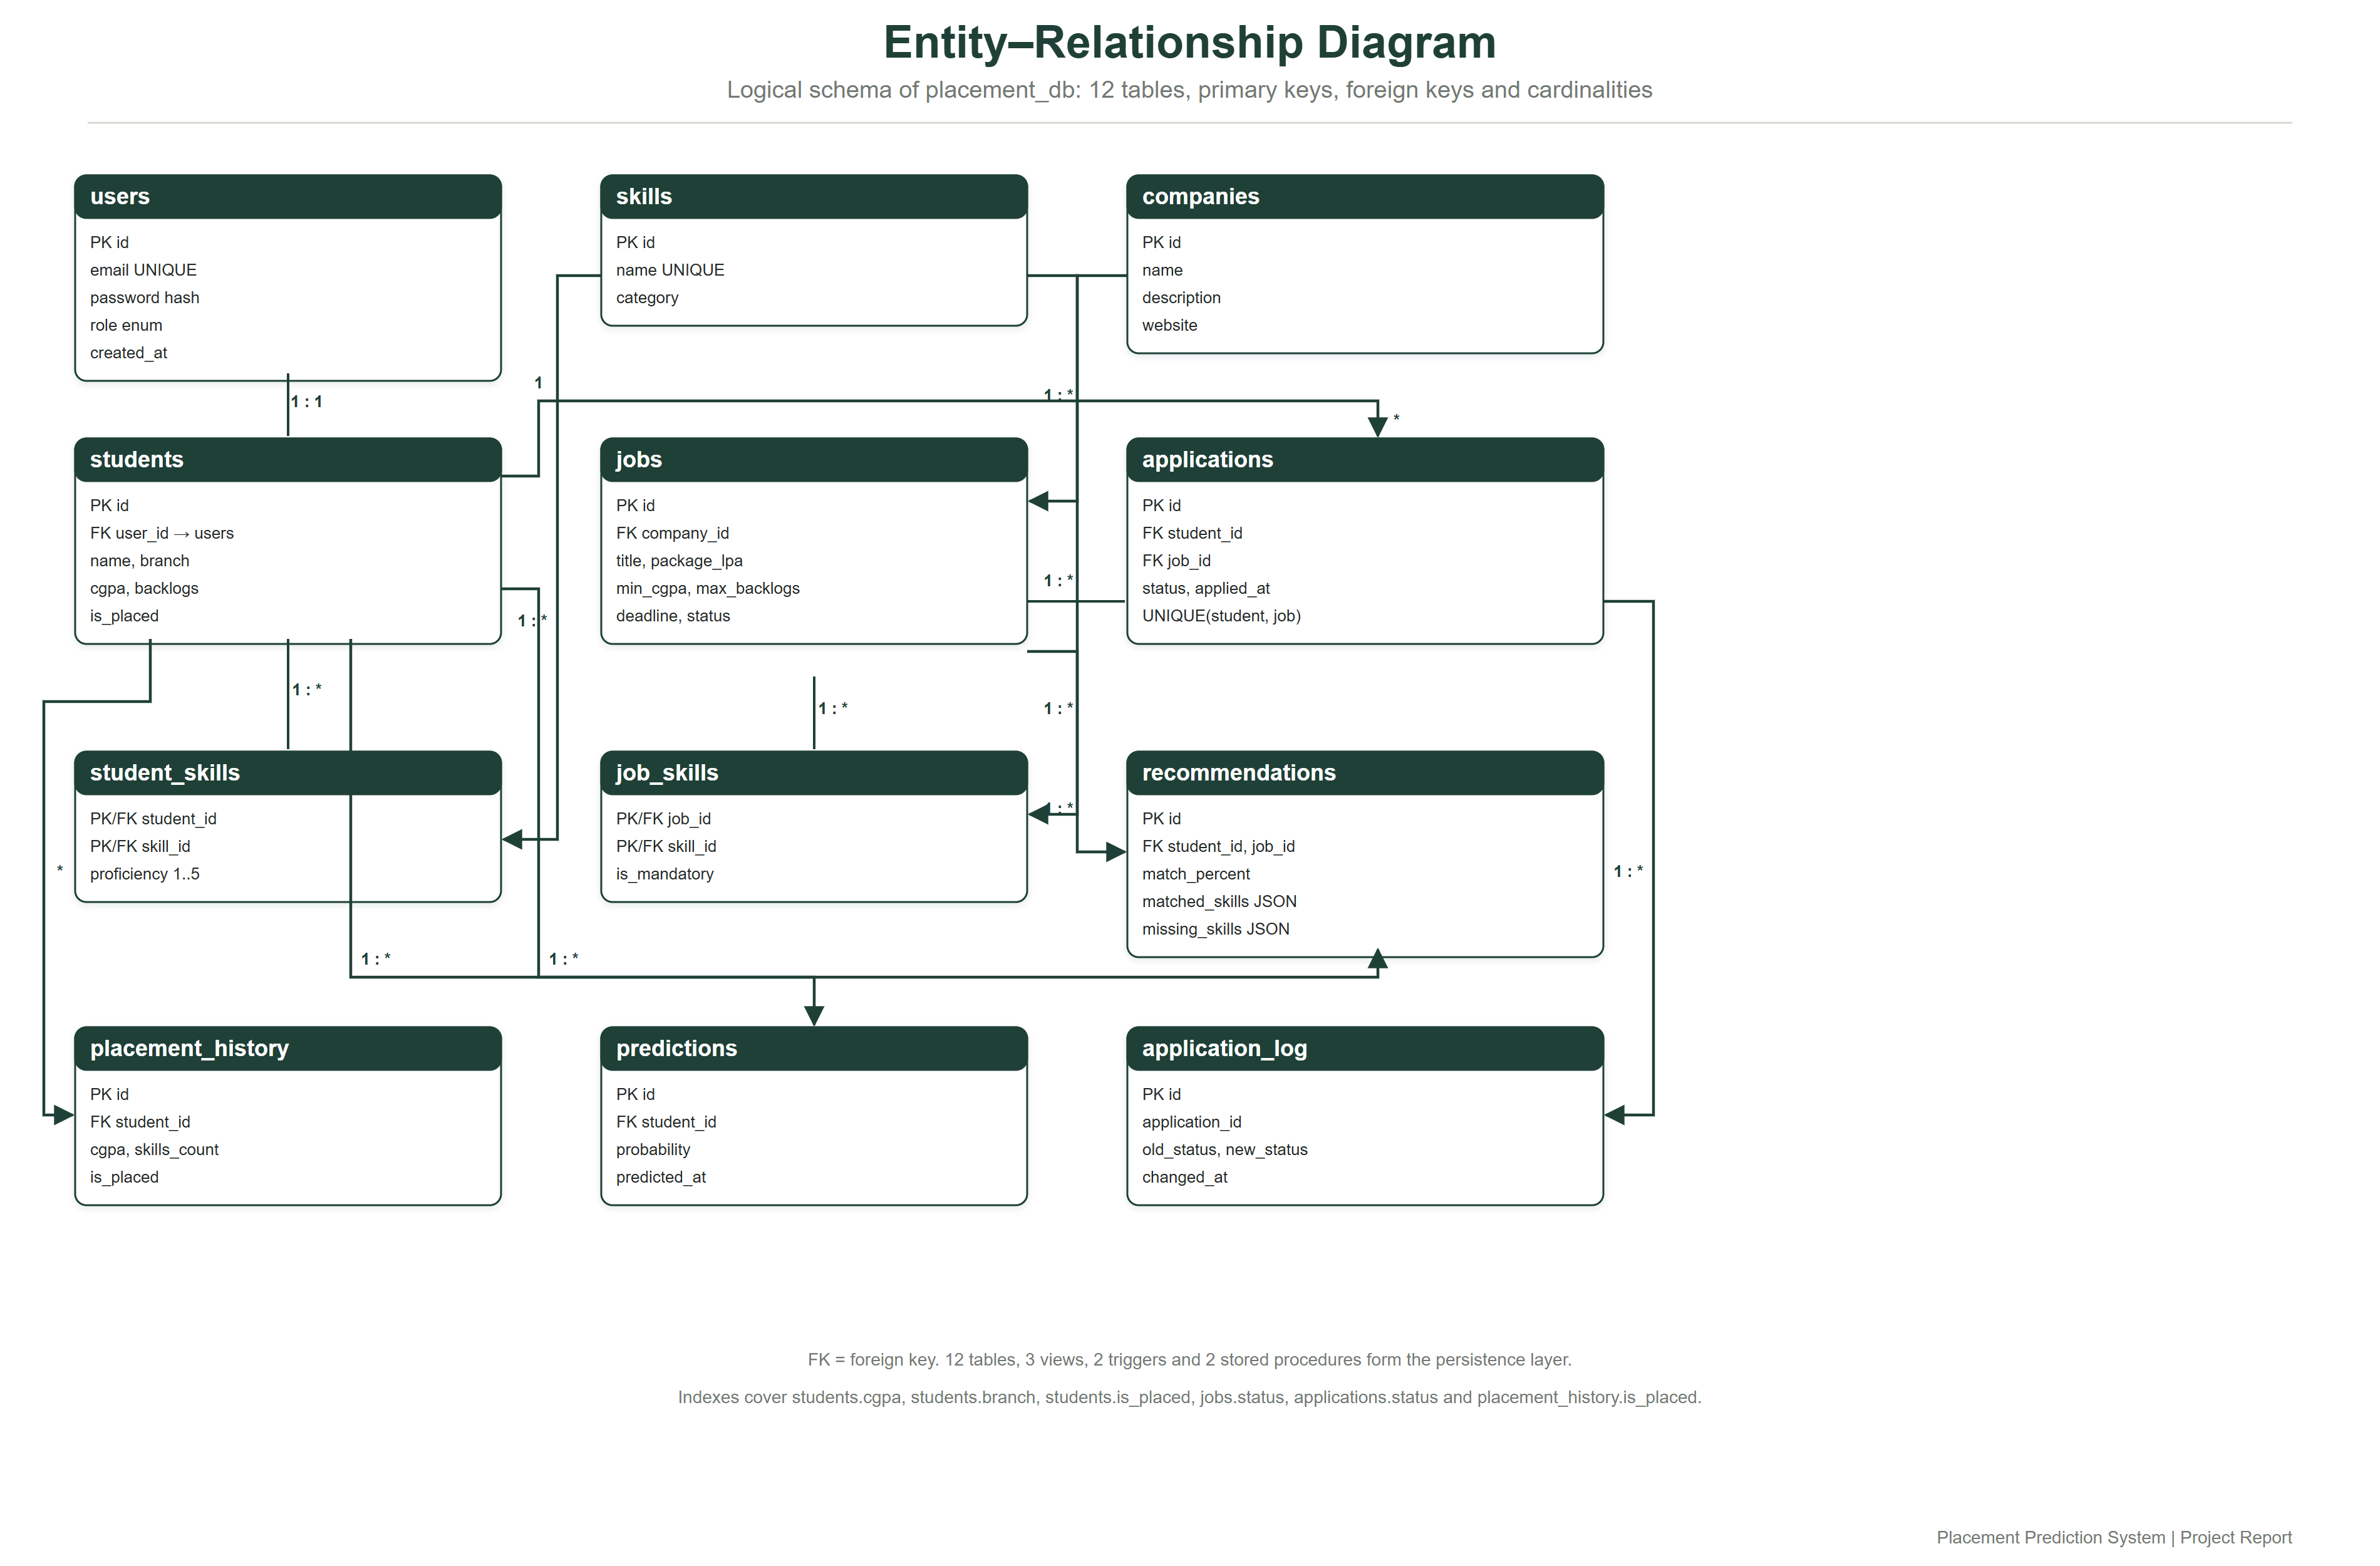 Entity–Relationship Diagram
Logical schema of placement_db: 12 tables, primary keys, foreign keys and cardinalities
users
PK id
email UNIQUE
password hash
role enum
created_at
skills
PK id
name UNIQUE
category
companies
PK id
name
description
website
1 : 1
1
1 : *
*
students
PK id
FK user_id → users
name, branch
cgpa, backlogs
is_placed
jobs
PK id
FK company_id
title, package_lpa
min_cgpa, max_backlogs
deadline, status
applications
PK id
FK student_id
FK job_id
status, applied_at
UNIQUE(student, job)
1 : *
1 : *
1 : *
1 : *
1 : *
student_skills
PK/FK student_id
PK/FK skill_id
proficiency 1..5
job_skills
PK/FK job_id
PK/FK skill_id
is_mandatory
1 : *
recommendations
PK id
FK student_id, job_id
match_percent
matched_skills JSON
missing_skills JSON
*
1 : *
1 : *
1 : *
placement_history
PK id
FK student_id
cgpa, skills_count
is_placed
predictions
PK id
FK student_id
probability
predicted_at
application_log
PK id
application_id
old_status, new_status
changed_at
FK = foreign key. 12 tables, 3 views, 2 triggers and 2 stored procedures form the persistence layer.
Indexes cover students.cgpa, students.branch, students.is_placed, jobs.status, applications.status and placement_history.is_placed.
Placement Prediction System | Project Report